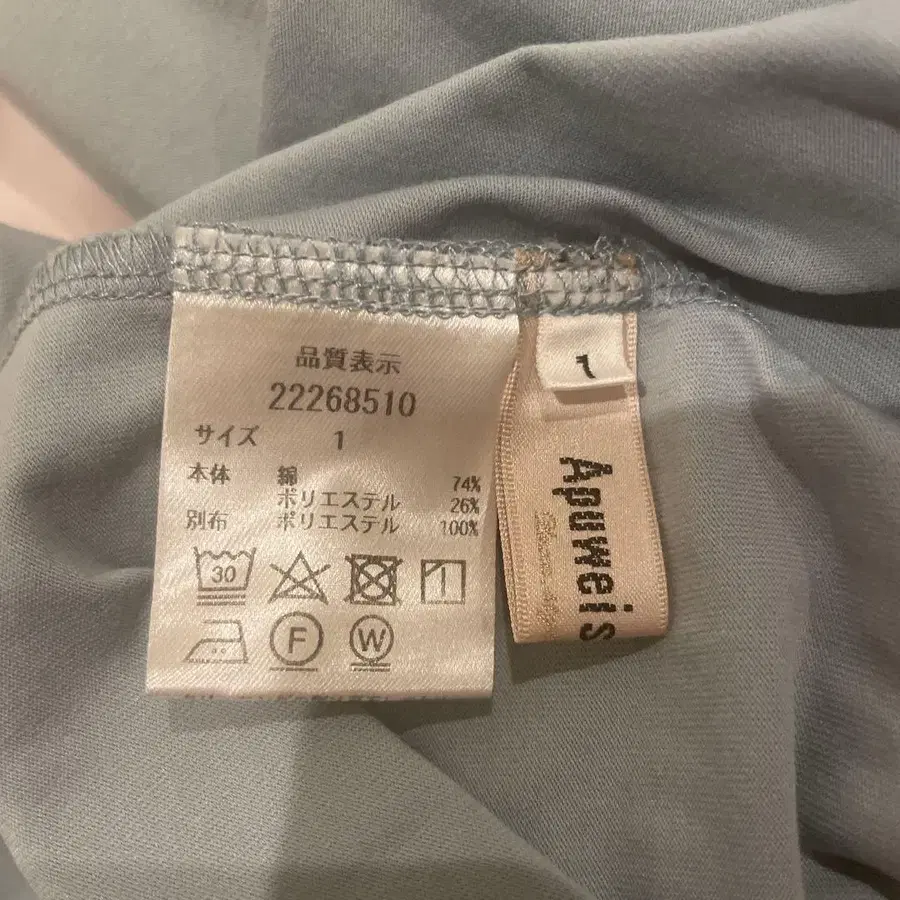 品質表示
22268510
サイズ 1
本体 綿 74%
ポリエステル 26%
別布 ポリエステル 100%
30
F W
1
Apuweis